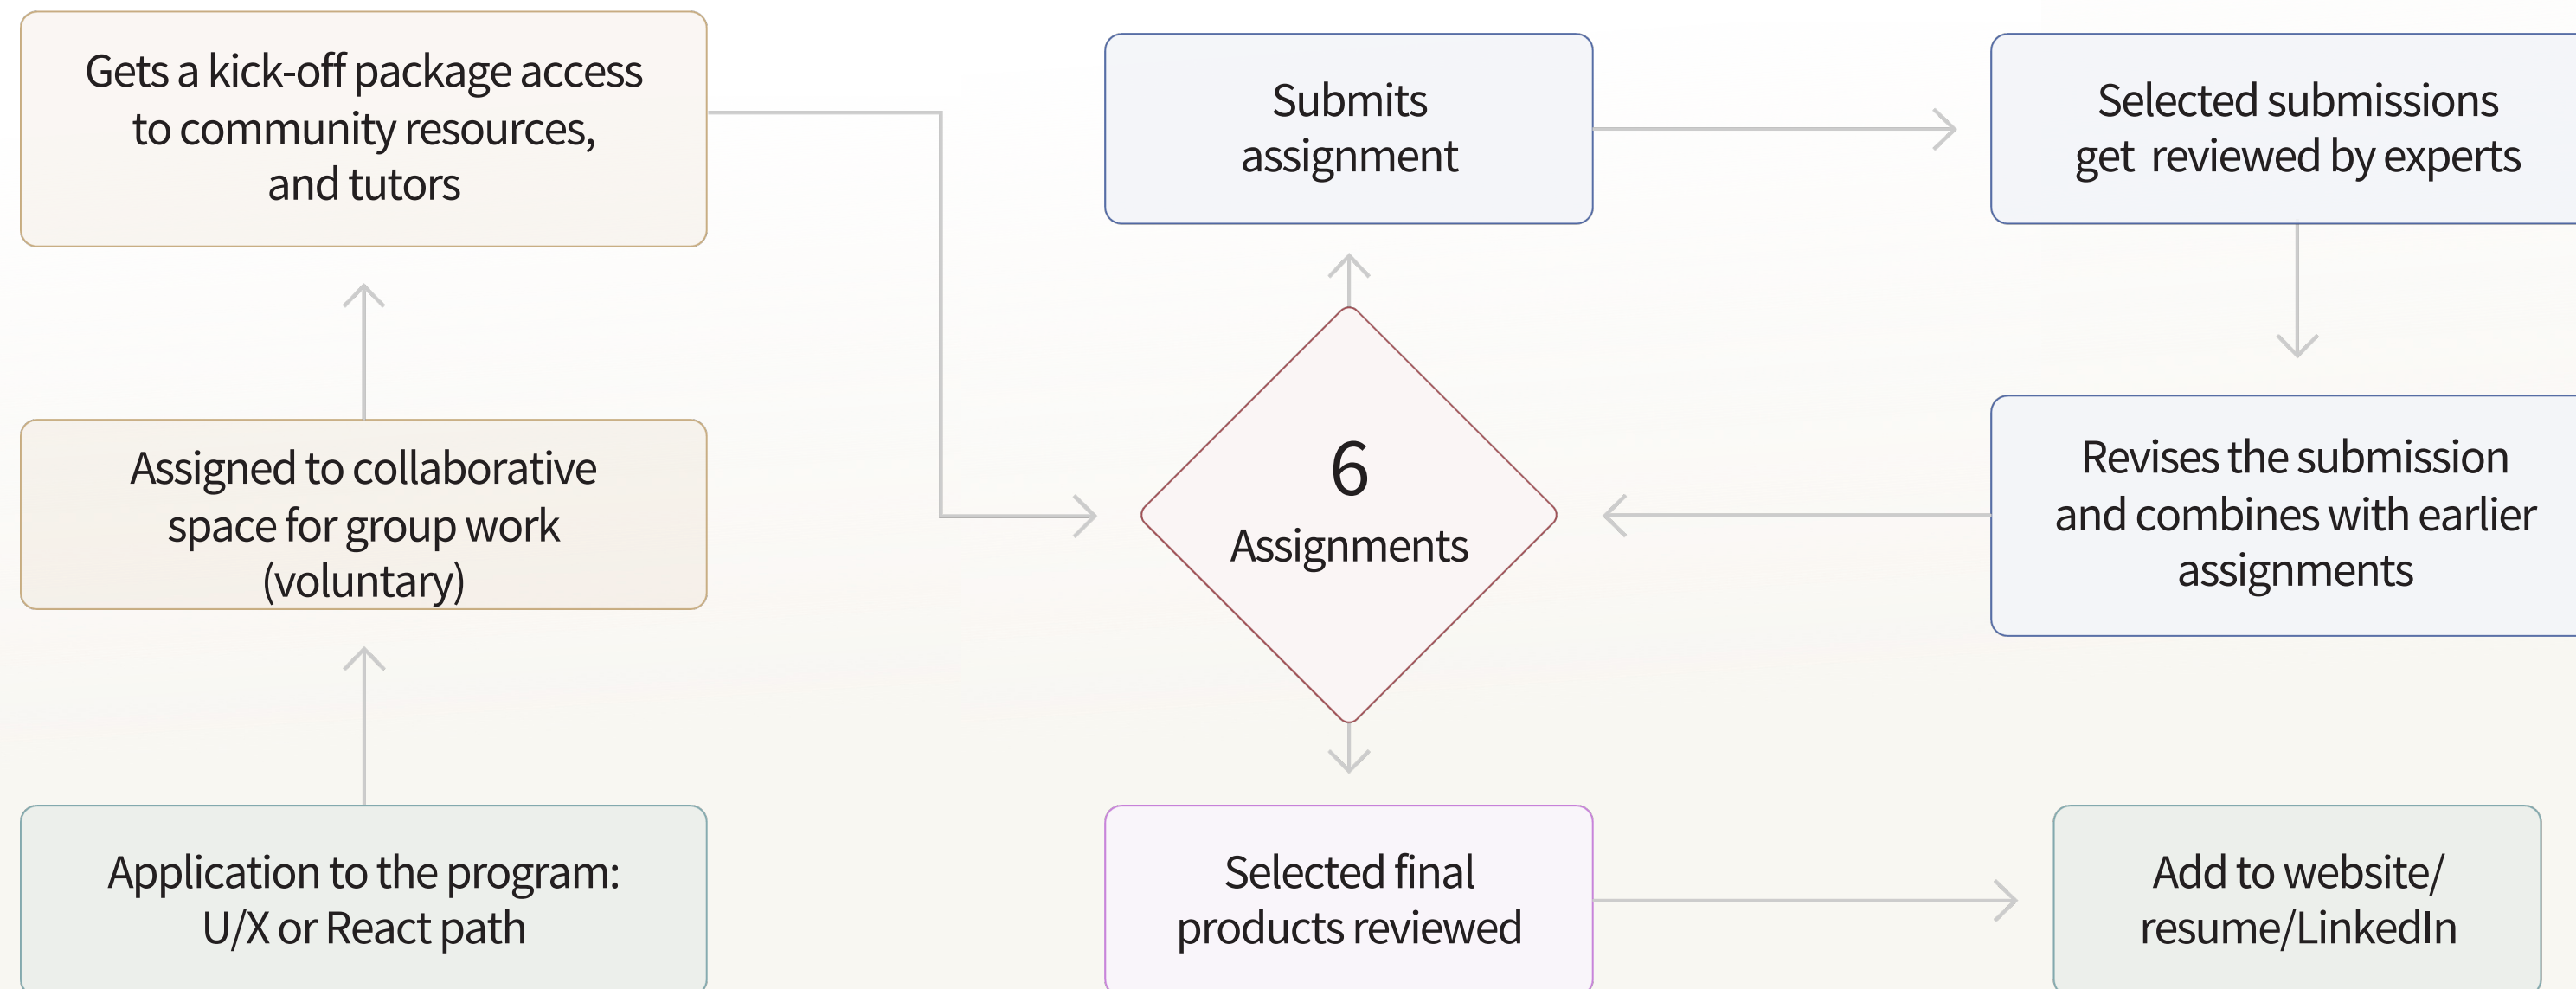 Gets a kick-off package access
to community resources,
and tutors
Submits
assignment
Selected submissions
get  reviewed by experts
Assigned to collaborative
space for group work
(voluntary)
6
Assignments
Revises the submission
and combines with earlier
assignments
Application to the program:
U/X or React path
Selected final
products reviewed
Add to website/
resume/LinkedIn